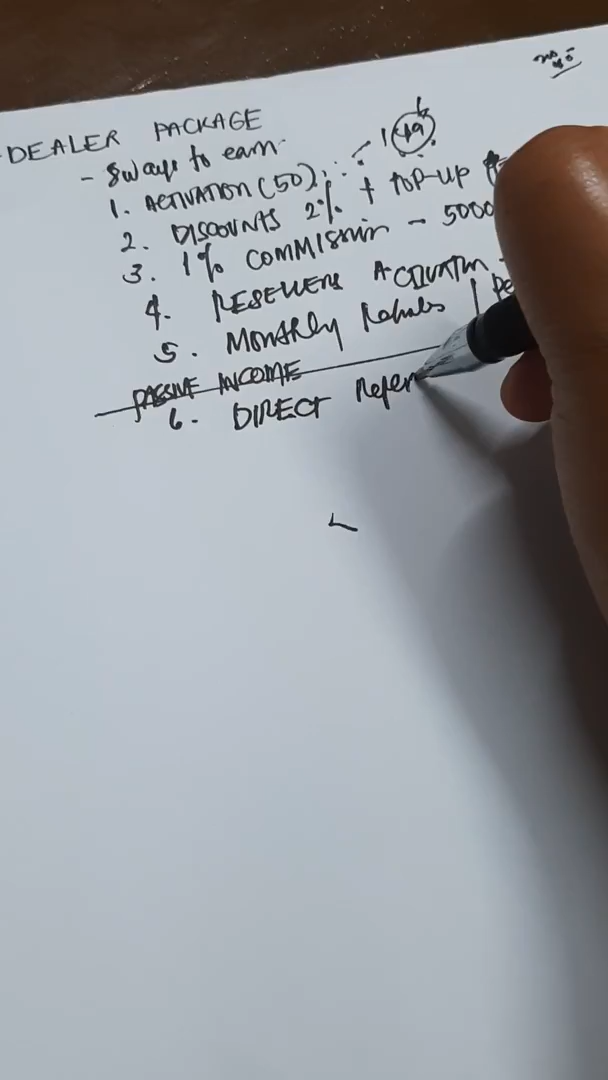 DEALER PACKAGE
- 8 ways to earn
1. ACTIVATION (50)
2. DISCOUNTS 2% + TOP-UP
3. 1% COMMISSION - 5000
4. RESELLERS ACTIVATION -
5. Monthly Rebates
PASSIVE INCOME
6. DIRECT Refer